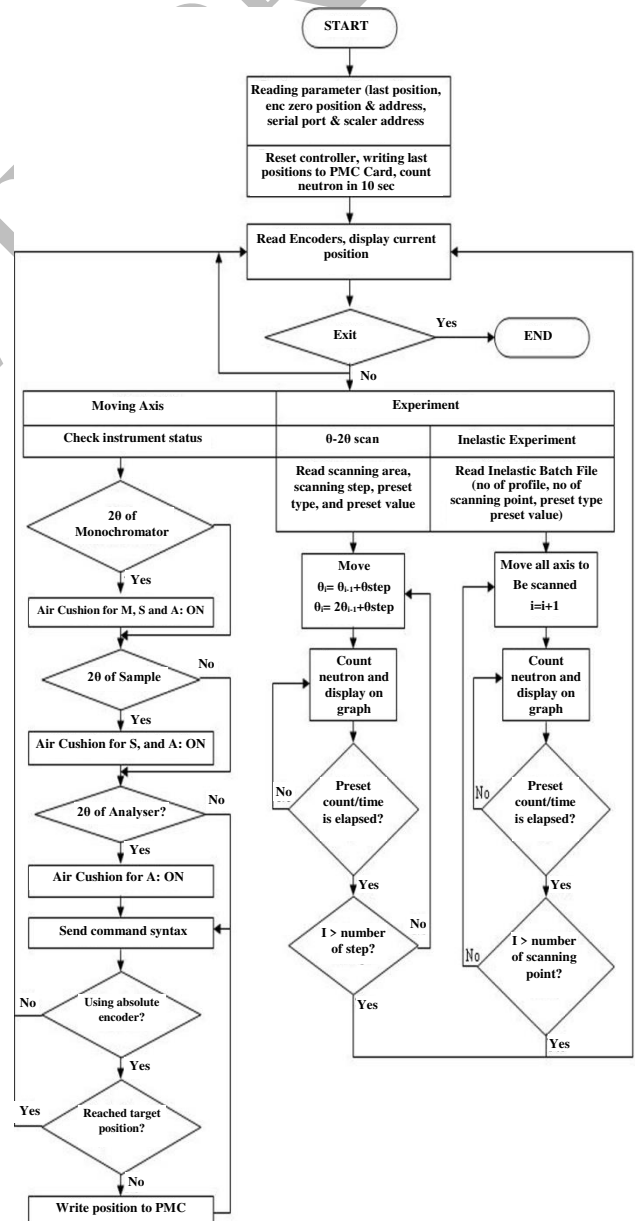 START
Reading parameter (last position,
enc zero position & address,
serial port & scaler address
Reset controller, writing last
positions to PMC Card, count
neutron in 10 sec
Read Encoders, display current
position
Exit
Yes
END
No
Moving Axis
Experiment
Check instrument status
θ-2θ scan
Inelastic Experiment
Read scanning area,
scanning step, preset
type, and preset value
Read Inelastic Batch File
(no of profile, no of
scanning point, preset type
preset value)
2θ of
Monochromator
Yes
Air Cushion for M, S and A: ON
2θ of Sample
No
Yes
Air Cushion for S, and A: ON
2θ of Analyser?
No
Yes
Air Cushion for A: ON
Send command syntax
Using absolute
encoder?
No
Yes
Reached target
position?
Yes
No
Write position to PMC
Move
θi= θi-1+θstep
θi= 2θi-1+θstep
Count
neutron and
display on
graph
Preset
count/time
is elapsed?
No
Yes
I > number
of step?
No
Yes
Move all axis to
Be scanned
i=i+1
Count
neutron and
display on
graph
Preset
count/time
is elapsed?
No
Yes
I > number
of scanning
point?
No
Yes